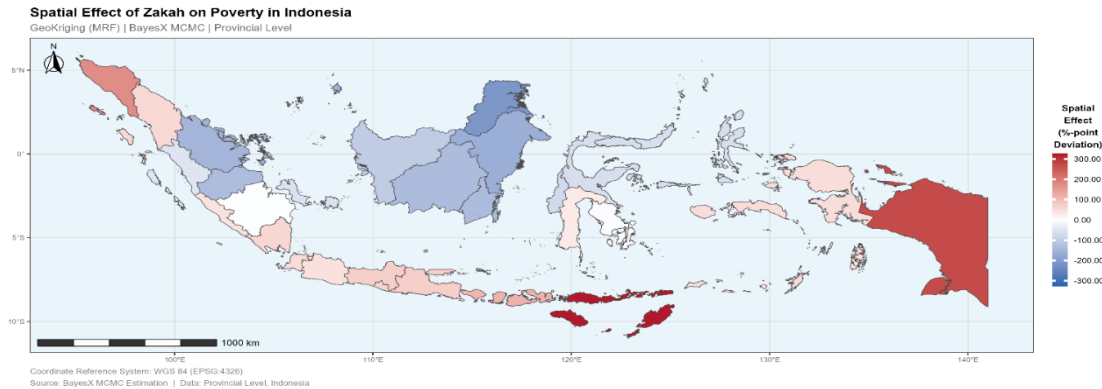 Spatial Effect of Zakah on Poverty in Indonesia
GeoKriging (MRF) | BayesX MCMC | Provincial Level
N
5°N
0°
5°S
10°S
100°E
110°E
120°E
130°E
140°E
1000 km
Spatial
Effect
(%-point
Deviation)
300.00
200.00
100.00
0.00
-100.00
-200.00
-300.00
Coordinate Reference System: WGS 84 (EPSG:4326)
Source: BayesX MCMC Estimation | Data: Provincial Level, Indonesia